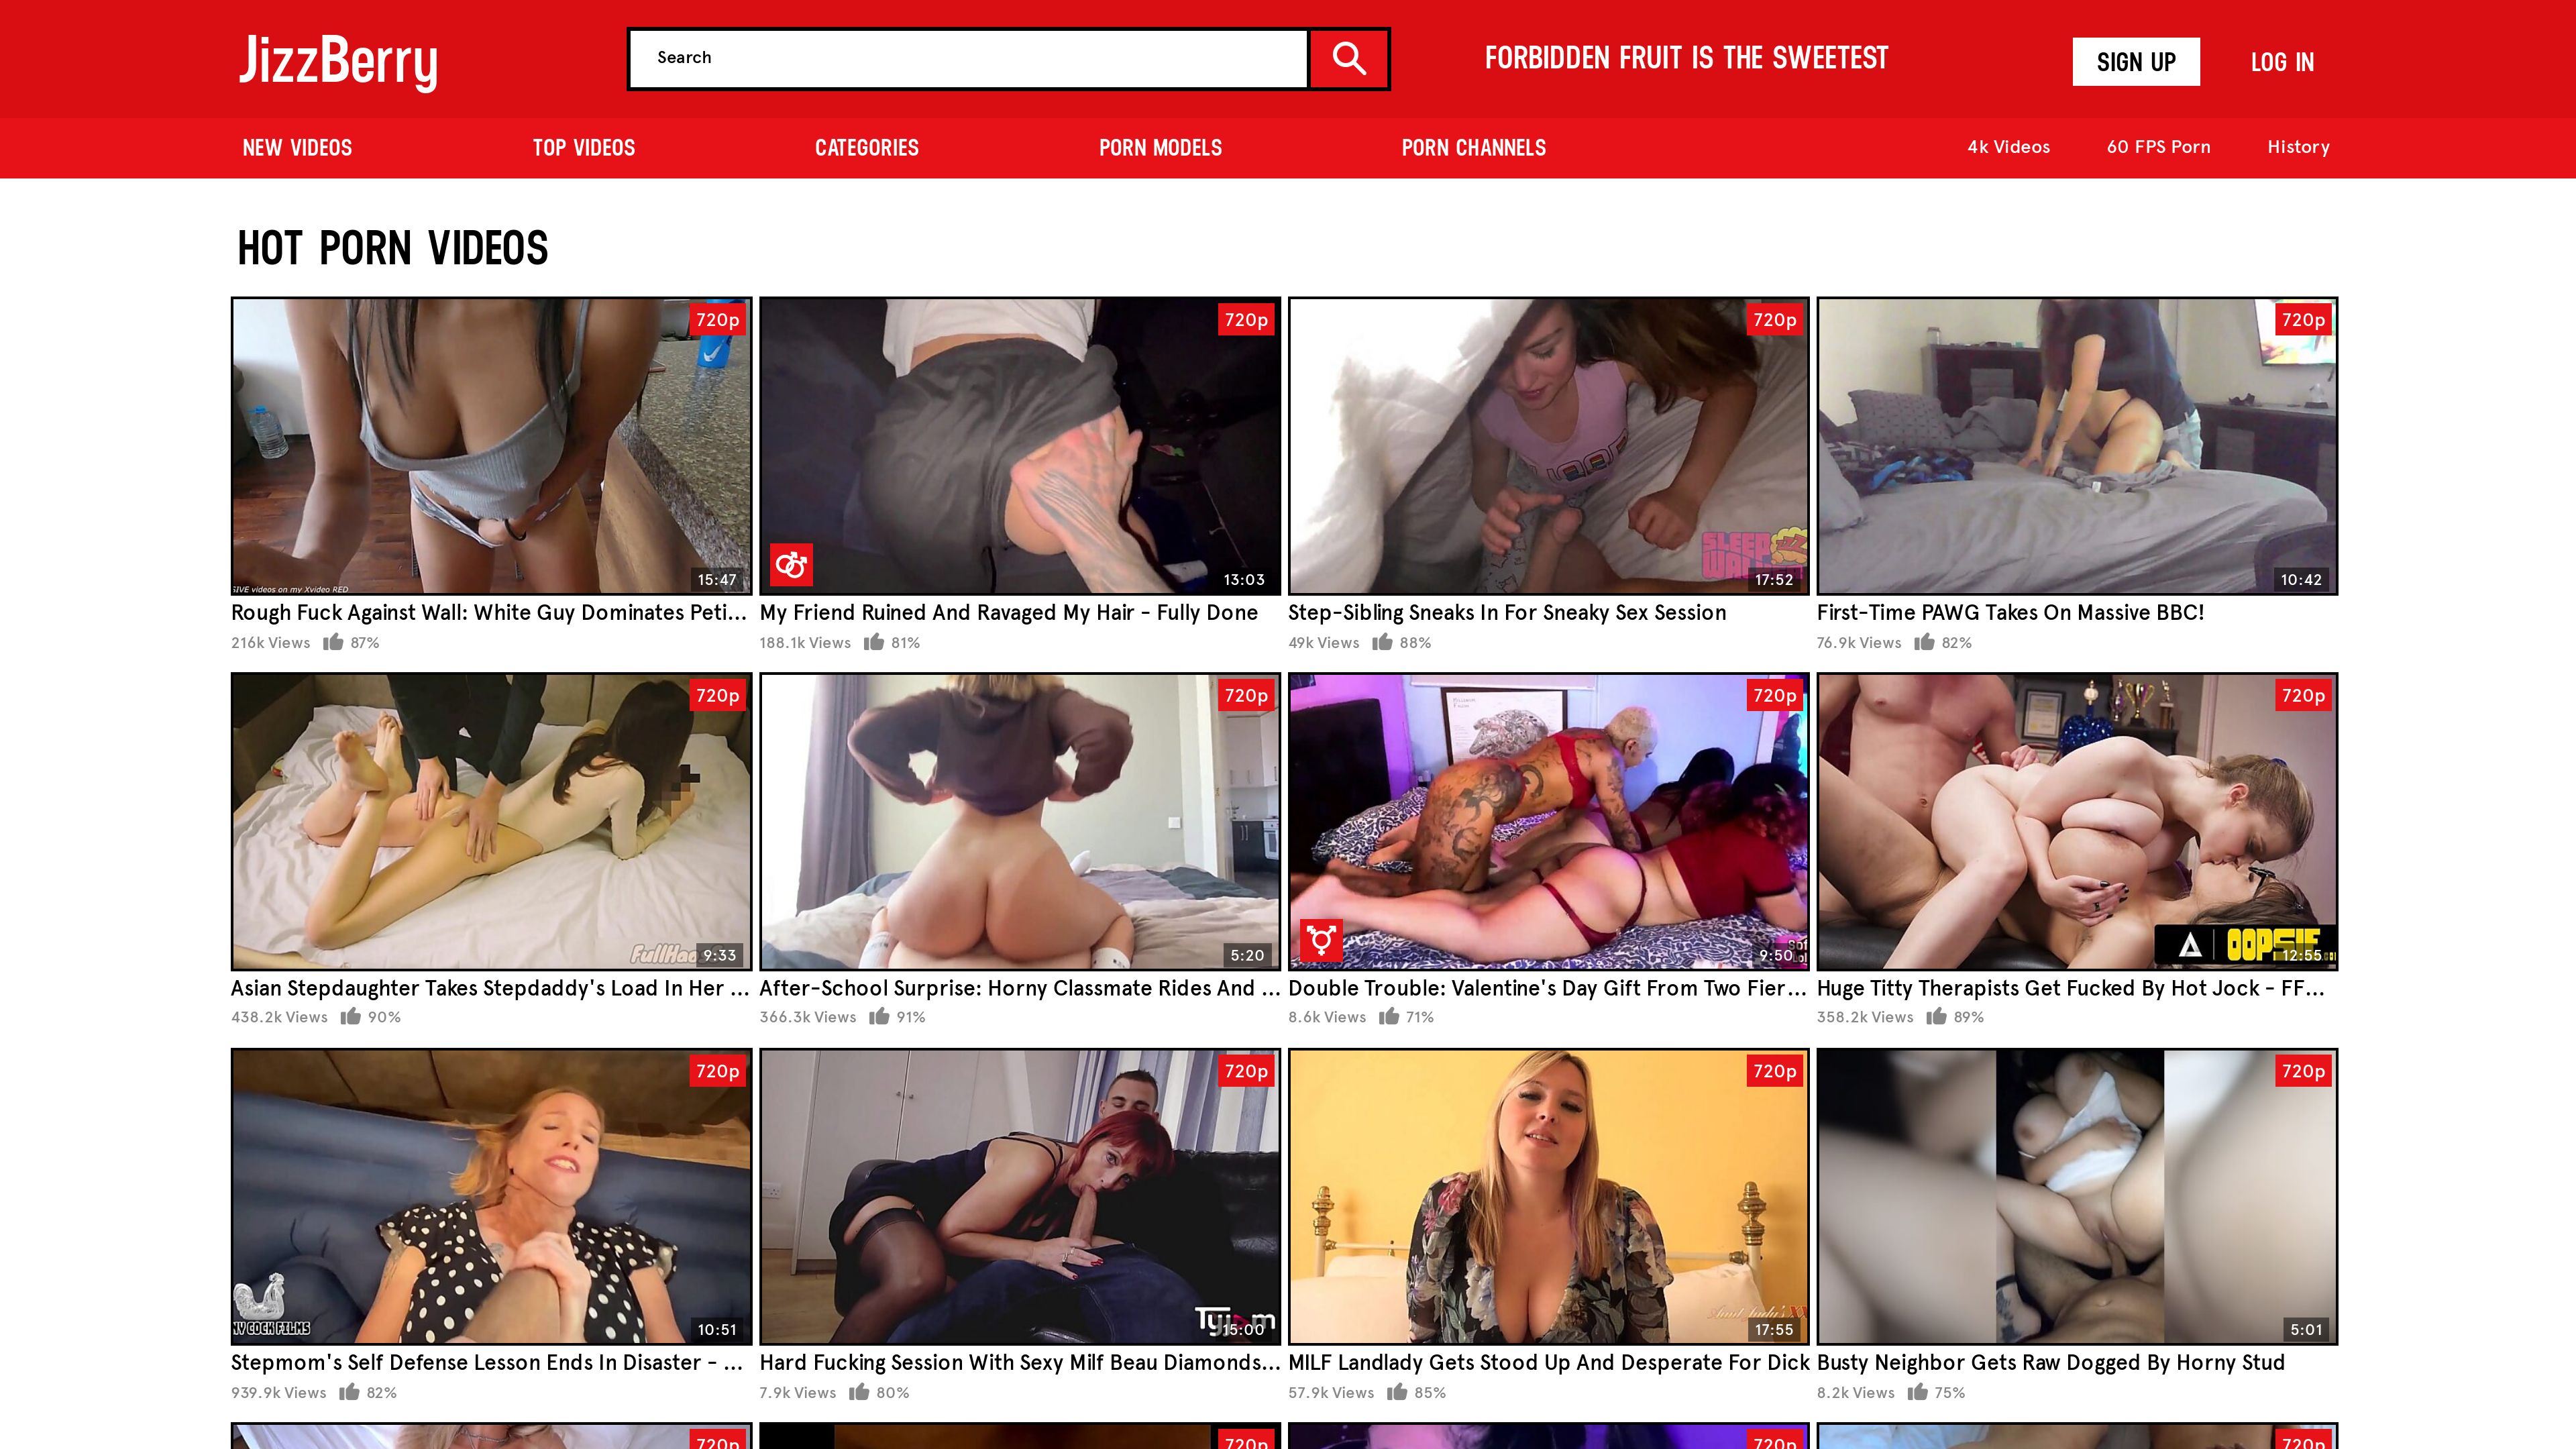 JizzBerry
Search
FORBIDDEN FRUIT IS THE SWEETEST
SIGN UP
LOG IN
NEW VIDEOS
TOP VIDEOS
CATEGORIES
PORN MODELS
PORN CHANNELS
4k Videos
60 FPS Porn
History
HOT PORN VIDEOS
720p
15:47
SIVE videos on my Xvideo RED
720p
13:03
720p
17:52
720p
10:42
Rough Fuck Against Wall: White Guy Dominates Peti...
216k Views 87%
My Friend Ruined And Ravaged My Hair - Fully Done
188.1k Views 81%
Step-Sibling Sneaks In For Sneaky Sex Session
49k Views 88%
First-Time PAWG Takes On Massive BBC!
76.9k Views 82%
720p
9:33
720p
5:20
720p
9:50
720p
OOPSIE
12:55
Asian Stepdaughter Takes Stepdaddy's Load In Her ...
438.2k Views 90%
After-School Surprise: Horny Classmate Rides And ...
366.3k Views 91%
Double Trouble: Valentine's Day Gift From Two Fier...
8.6k Views 71%
Huge Titty Therapists Get Fucked By Hot Jock - FF...
358.2k Views 89%
720p
NY COCK FILMS
10:51
720p
15:00
720p
17:55
720p
5:01
Stepmom's Self Defense Lesson Ends In Disaster - ...
939.9k Views 82%
Hard Fucking Session With Sexy Milf Beau Diamonds...
7.9k Views 80%
MILF Landlady Gets Stood Up And Desperate For Dick
57.9k Views 85%
Busty Neighbor Gets Raw Dogged By Horny Stud
8.2k Views 75%
720p
720p
720p
720p